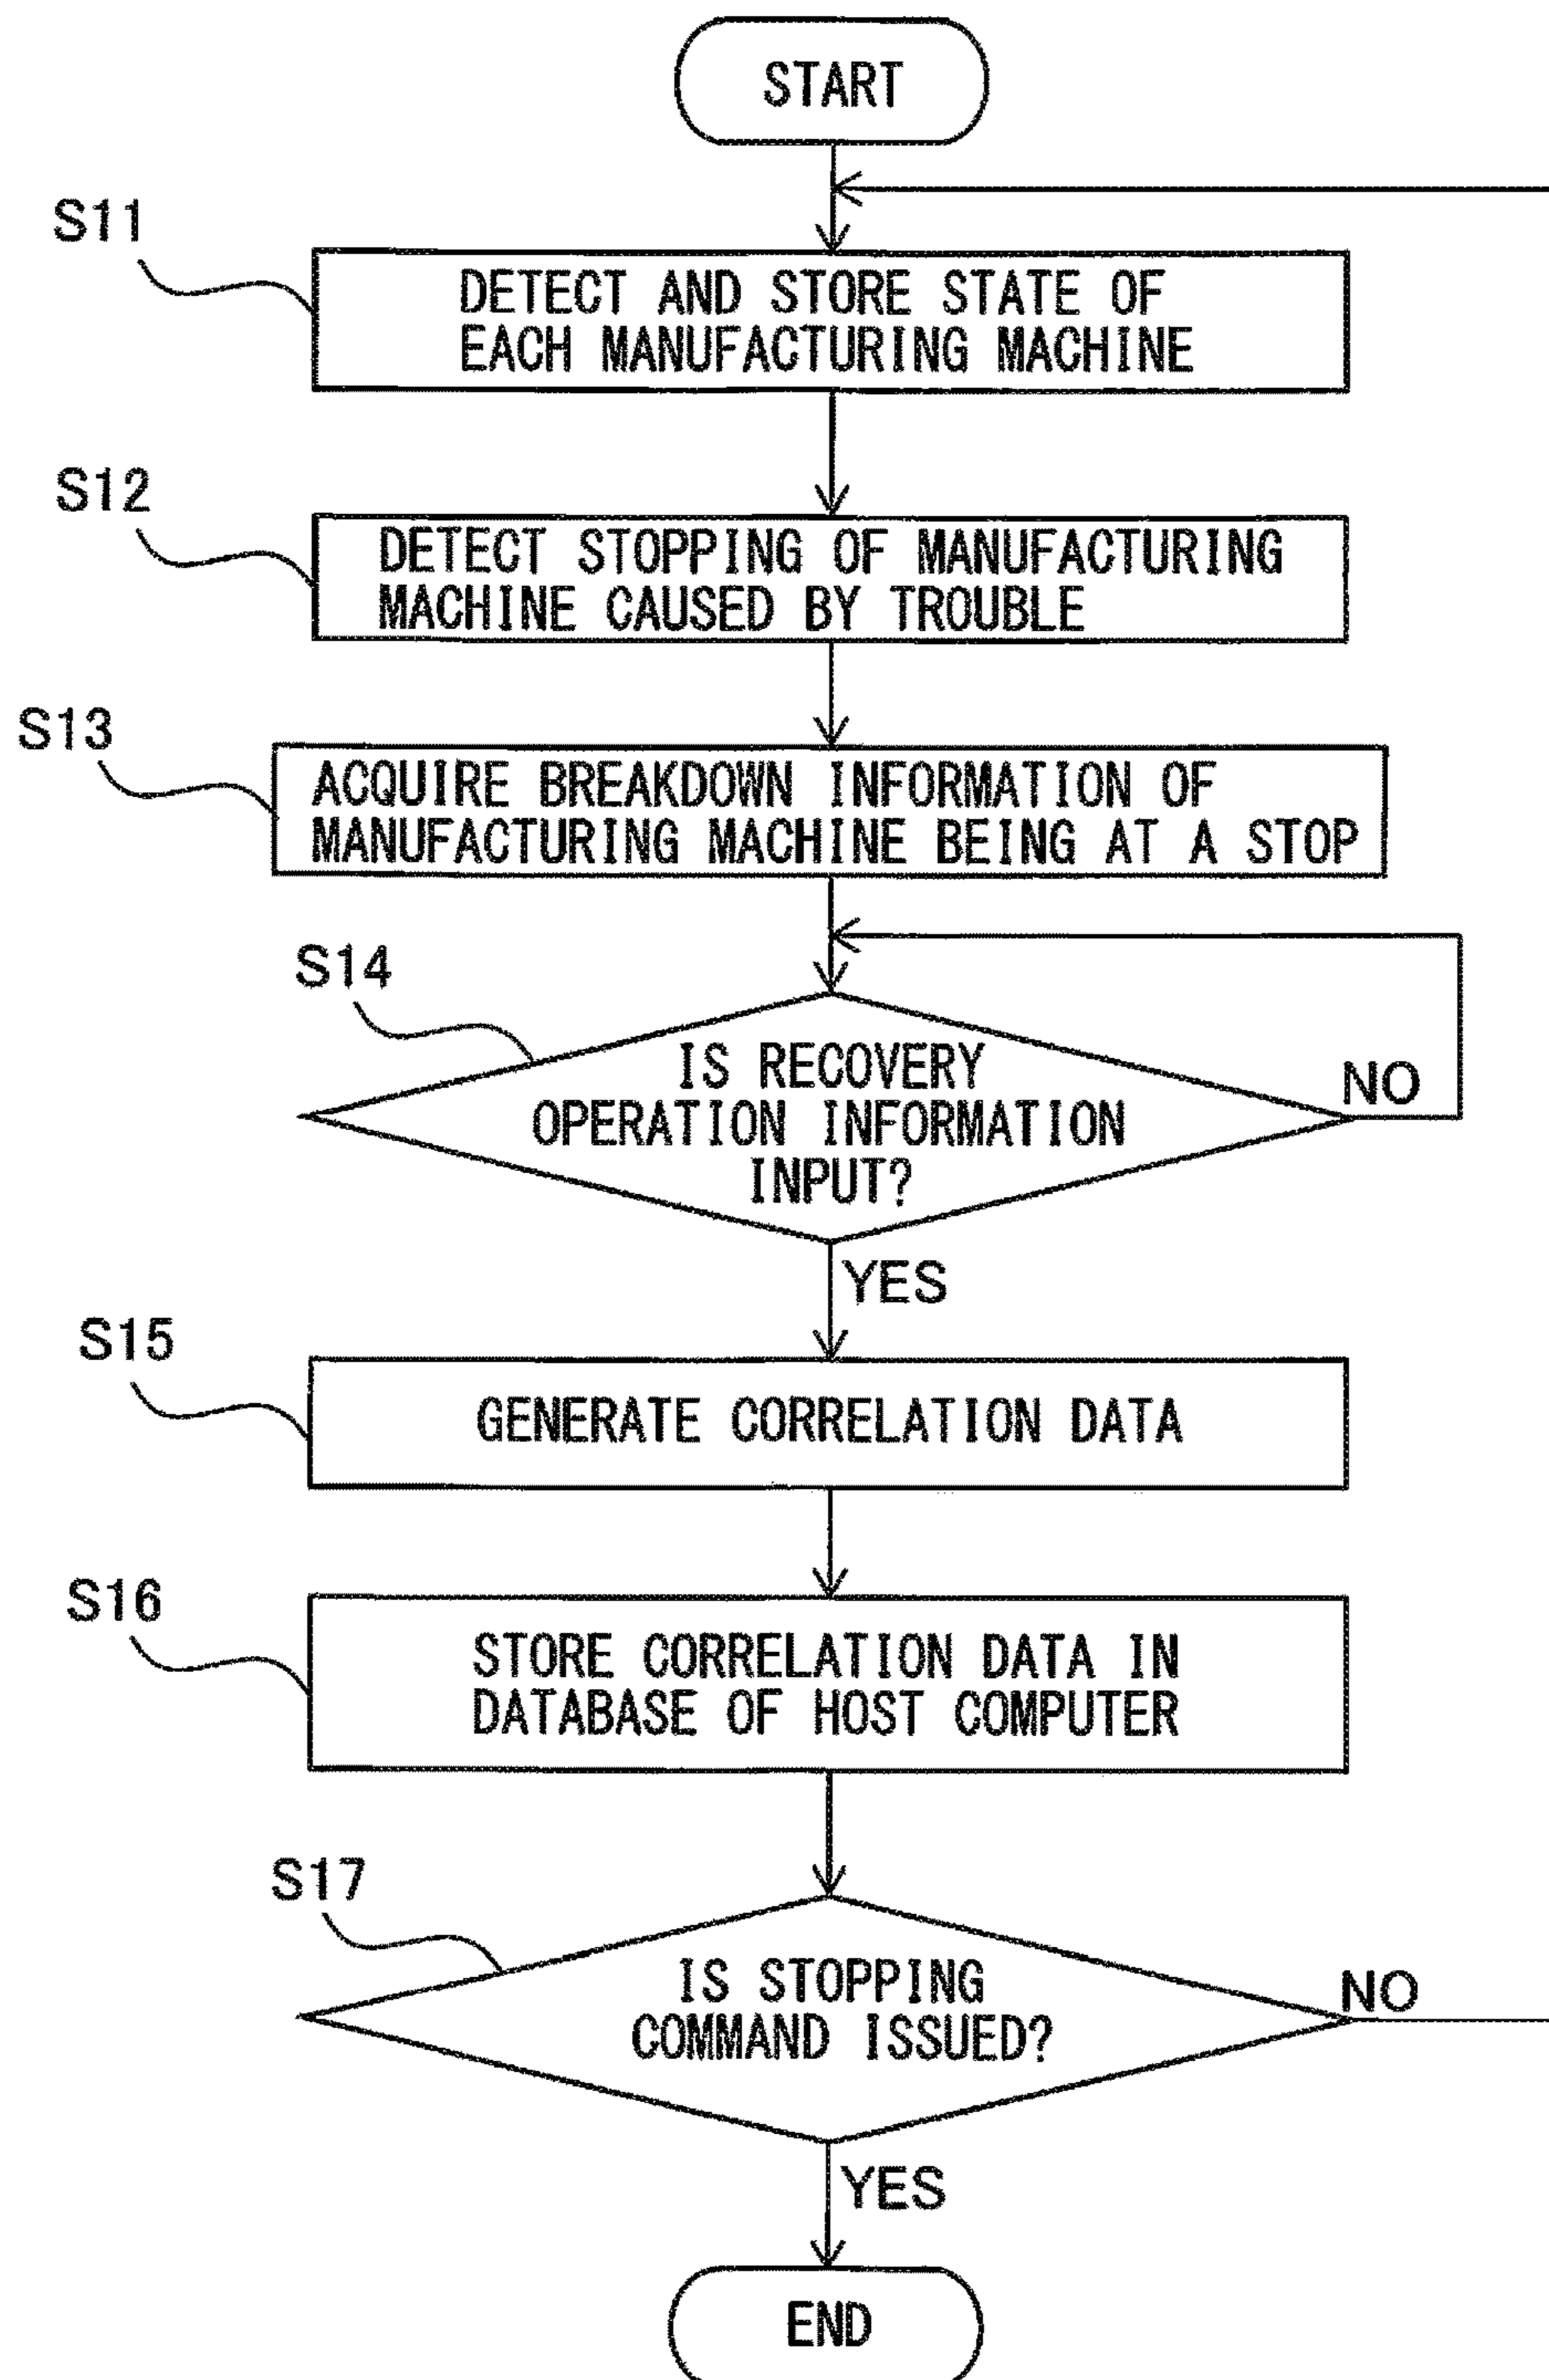 START
S11
DETECT AND STORE STATE OF
EACH MANUFACTURING MACHINE
S12
DETECT STOPPING OF MANUFACTURING
MACHINE CAUSED BY TROUBLE
S13
ACQUIRE BREAKDOWN INFORMATION OF
MANUFACTURING MACHINE BEING AT A STOP
S14
IS RECOVERY
OPERATION INFORMATION
INPUT?
NO
YES
S15
GENERATE CORRELATION DATA
S16
STORE CORRELATION DATA IN
DATABASE OF HOST COMPUTER
S17
IS STOPPING
COMMAND ISSUED?
NO
YES
END